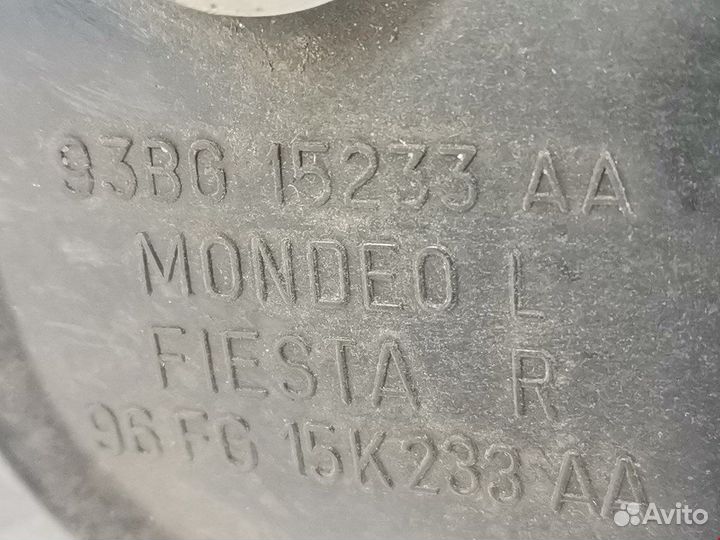 93BG 15233 AA
MONDEO L
FIESTA R
96FG 15K233 AA
Avito